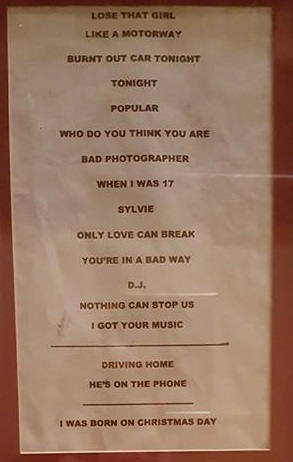 LOSE THAT GIRL
LIKE A MOTORWAY
BURNT OUT CAR TONIGHT
TONIGHT
POPULAR
WHO DO YOU THINK YOU ARE
BAD PHOTOGRAPHER
WHEN I WAS 17
SYLVIE
ONLY LOVE CAN BREAK
YOU'RE IN A BAD WAY
D.J.
NOTHING CAN STOP US
I GOT YOUR MUSIC
DRIVING HOME
HE'S ON THE PHONE
I WAS BORN ON CHRISTMAS DAY